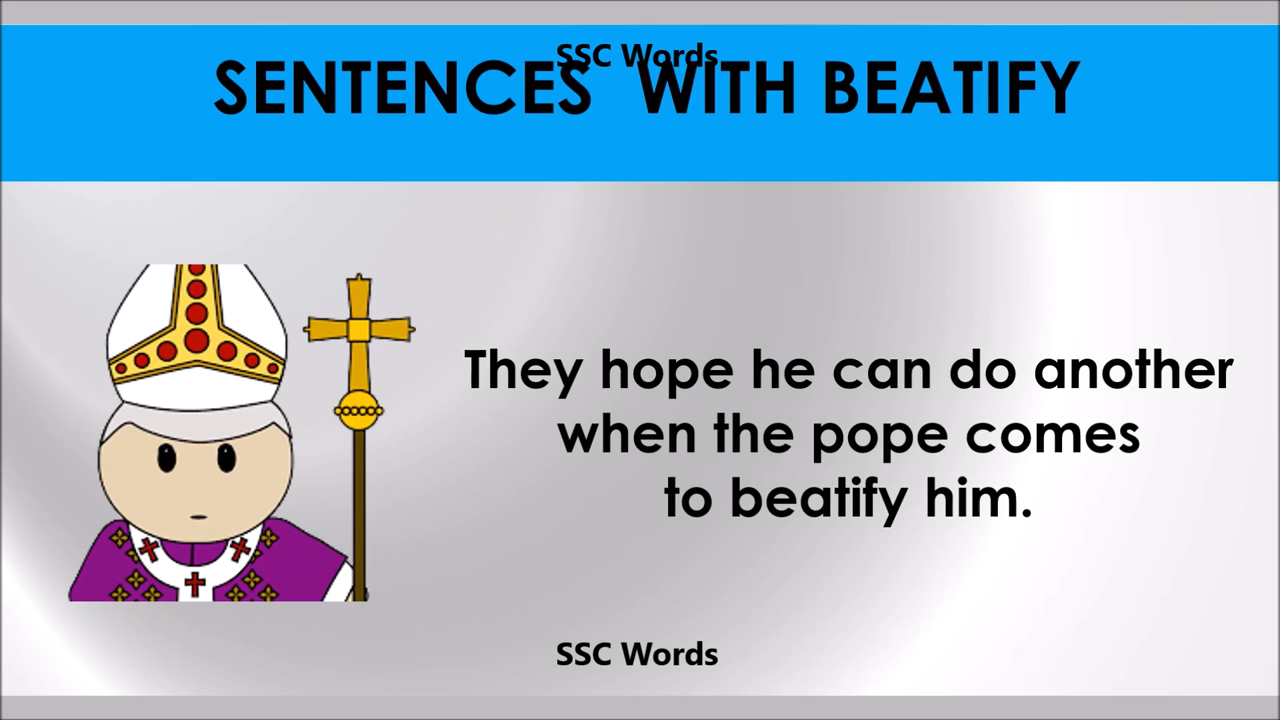 SSC Words
SENTENCES WITH BEATIFY
They hope he can do another
when the pope comes
to beatify him.
SSC Words